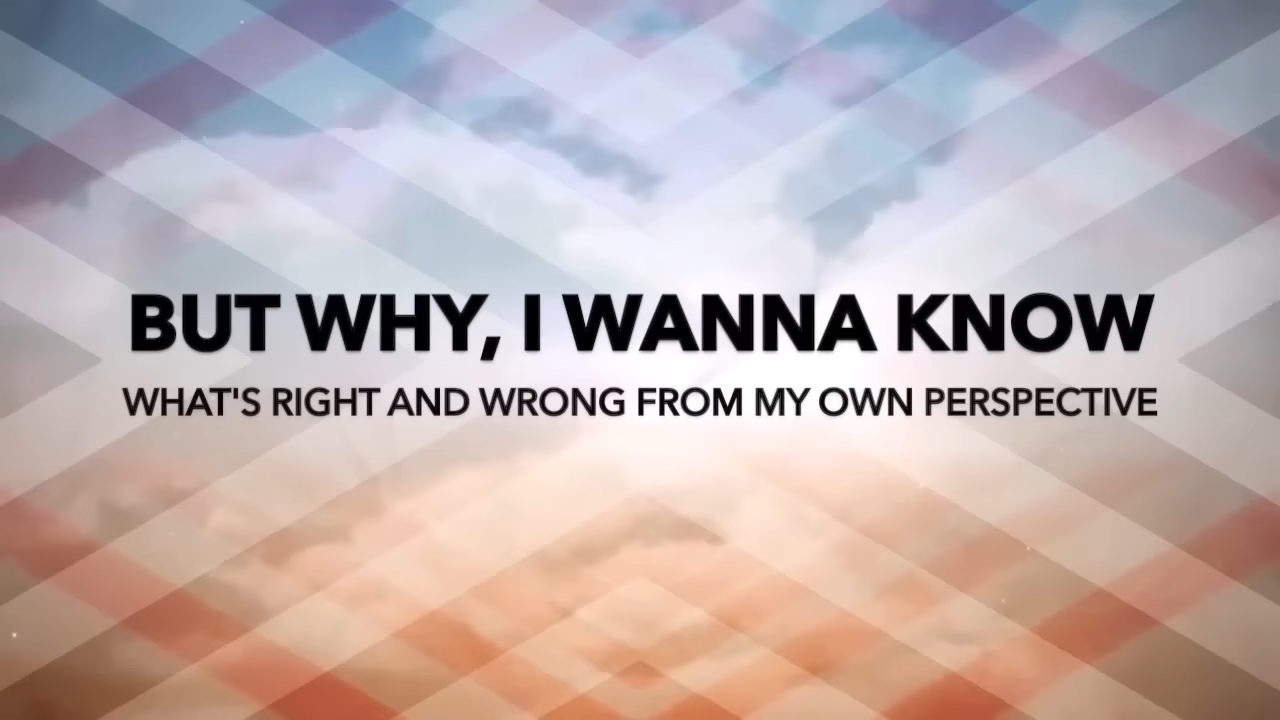 BUT WHY, I WANNA KNOW
WHAT'S RIGHT AND WRONG FROM MY OWN PERSPECTIVE